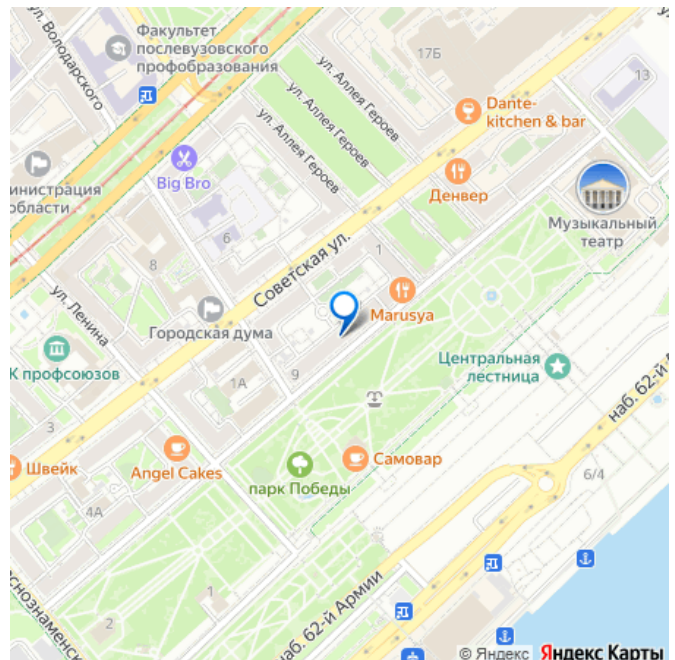 Факультет
послевузовского
профобразования
ул. Володарского
17Б
13
ул. Аллея Героев
ул. Аллея Героев
ул. Аллея Героев
Dante-
kitchen & bar
Big Bro
министрация
области
Денвер
Музыкальный
театр
6
8
1
Советская ул.
ул. Ленина
Городская дума
Marusya
К профсоюзов
1А
9
Центральная
лестница
наб. 62-й Армии
3
Швейк
Angel Cakes
Самовар
парк Победы
6/4
4А
1
2
наб. 62-й Армии
снознаменск
© Яндекс Яндекс Карты